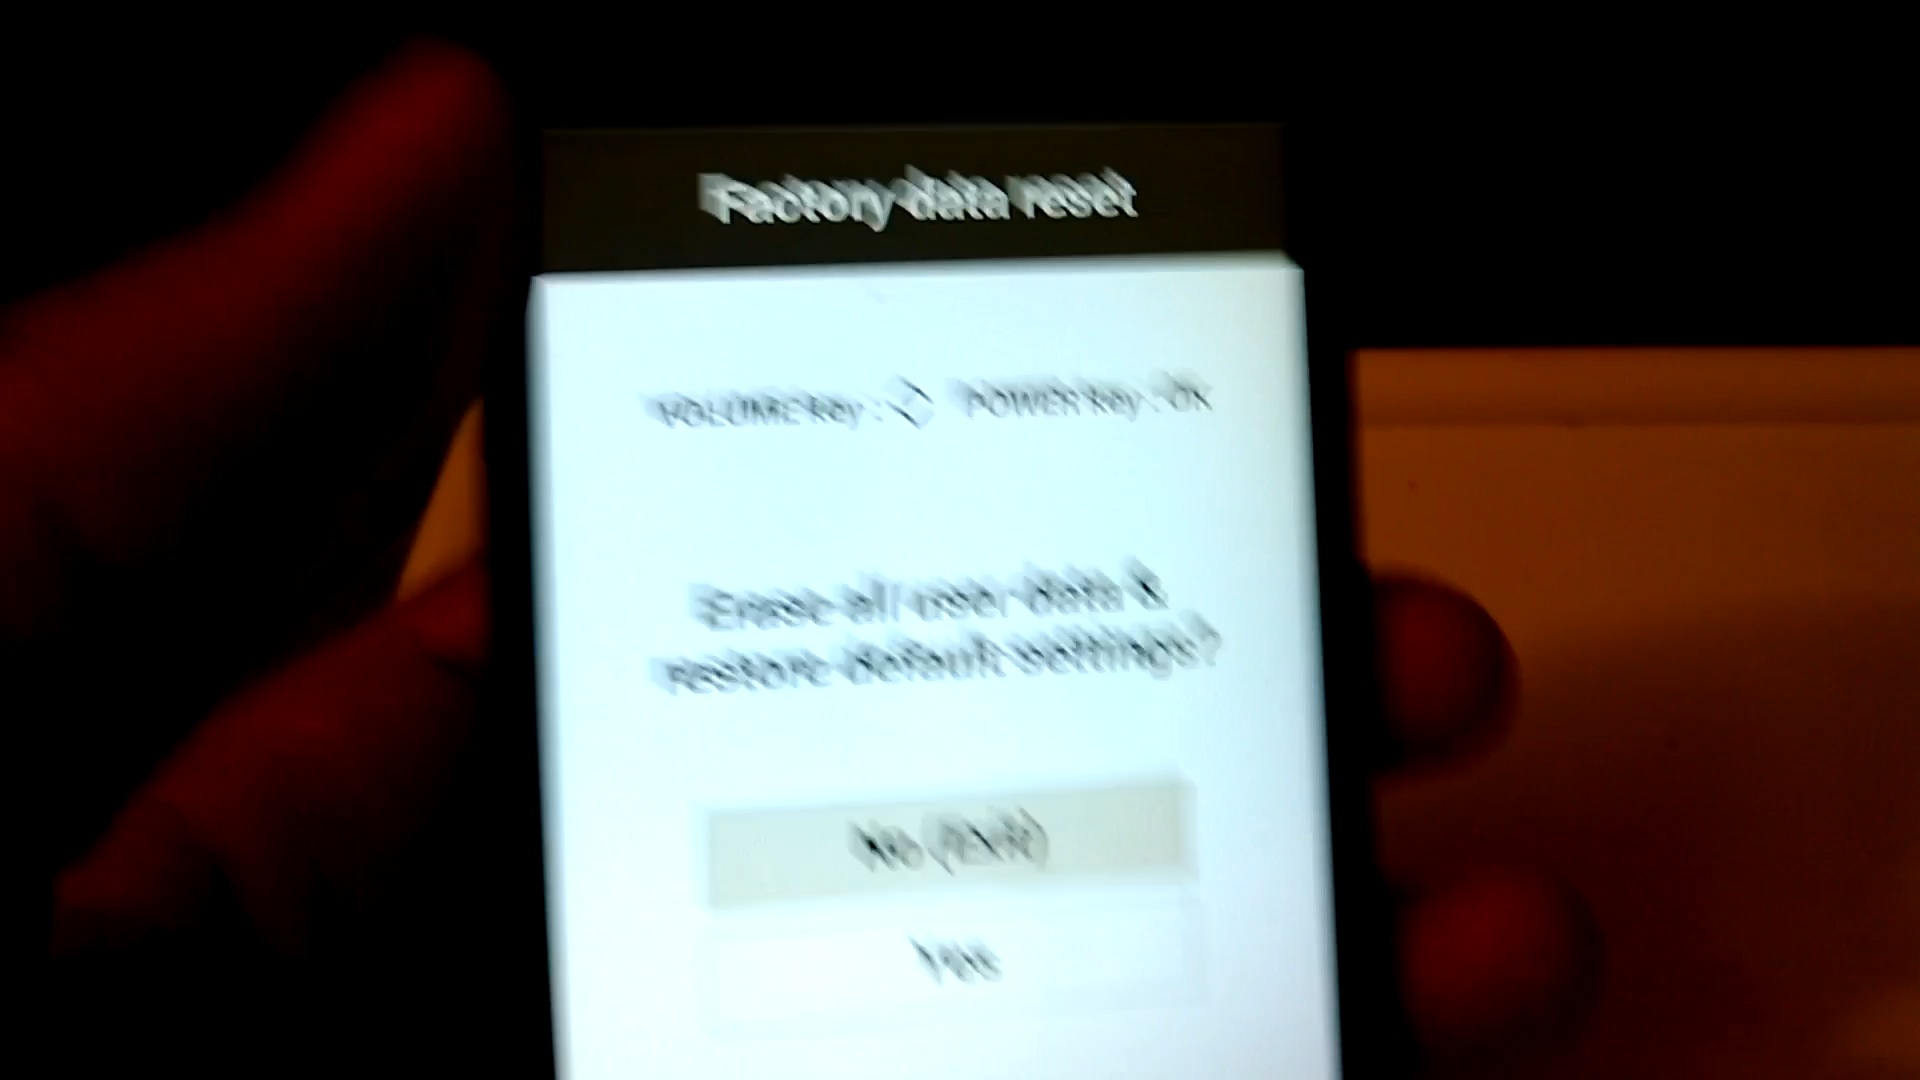 Factory data reset
VOLUME key : POWER key : OK
Erase all user data &
restore default settings?
No (Exit)
Yes